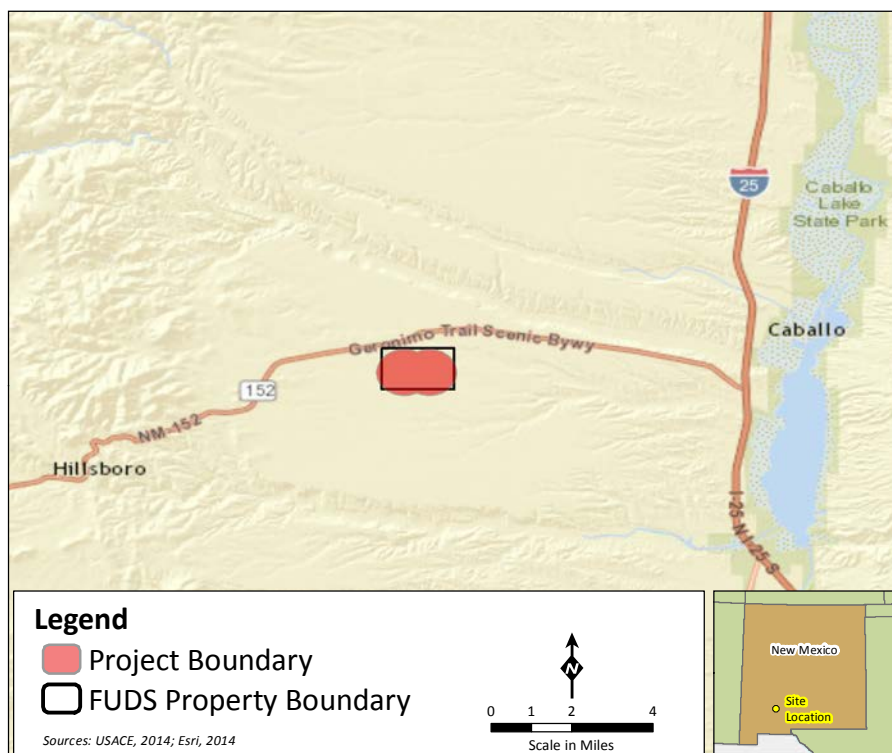 25
Caballo
Lake
State Park
Caballo
Geronimo Trail Scenic Bywy
152
NM-152
Hillsboro
I-25 N I-25 S
Legend
Project Boundary
FUDS Property Boundary
Sources: USACE, 2014; Esri, 2014
N
0 1 2 4
Scale in Miles
New Mexico
Site
Location